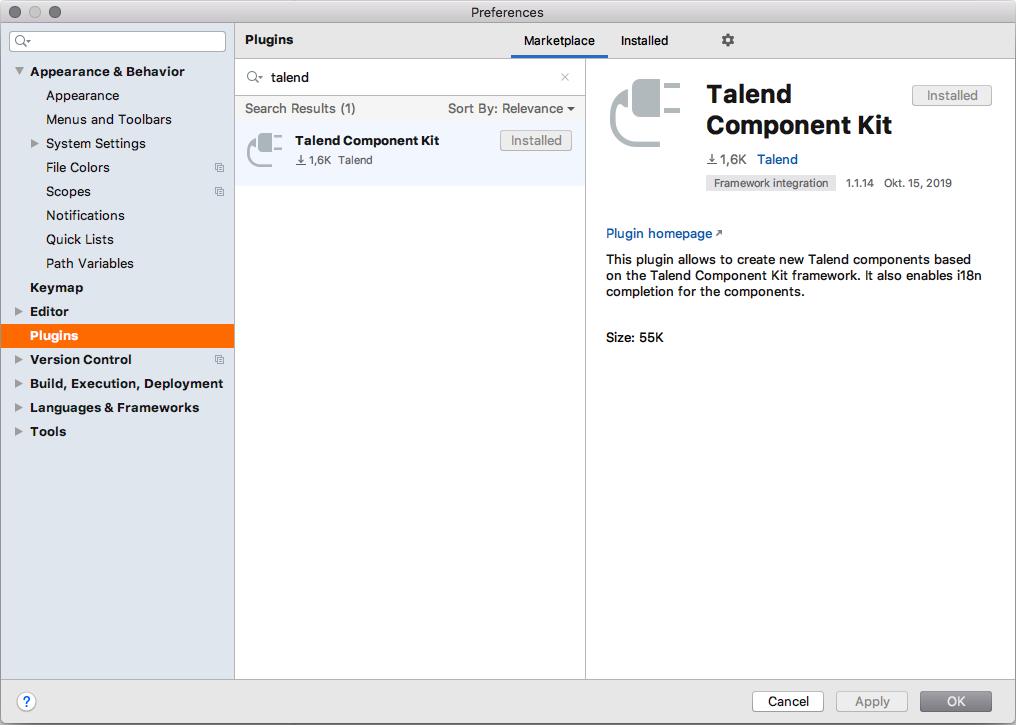 Preferences
Plugins
Marketplace
Installed
Appearance & Behavior
Appearance
Menus and Toolbars
System Settings
File Colors
Scopes
Notifications
Quick Lists
Path Variables
Keymap
Editor
Plugins
Version Control
Build, Execution, Deployment
Languages & Frameworks
Tools
talend
Search Results (1)
Sort By: Relevance
Talend Component Kit
Installed
1,6K Talend
Talend
Component Kit
Installed
1,6K Talend
Framework integration 1.1.14 Okt. 15, 2019
Plugin homepage
This plugin allows to create new Talend components based
on the Talend Component Kit framework. It also enables i18n
completion for the components.
Size: 55K
?
Cancel
Apply
OK